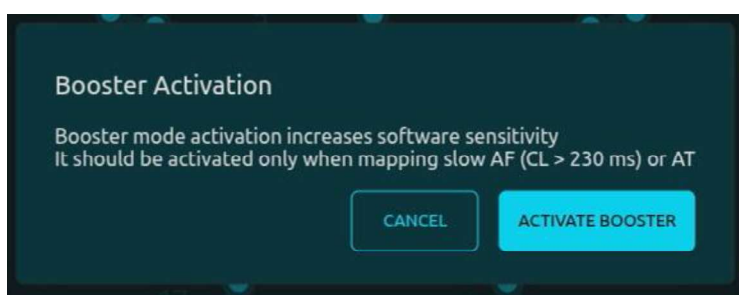 Booster Activation
Booster mode activation increases software sensitivity
It should be activated only when mapping slow AF (CL > 230 ms) or AT
CANCEL
ACTIVATE BOOSTER